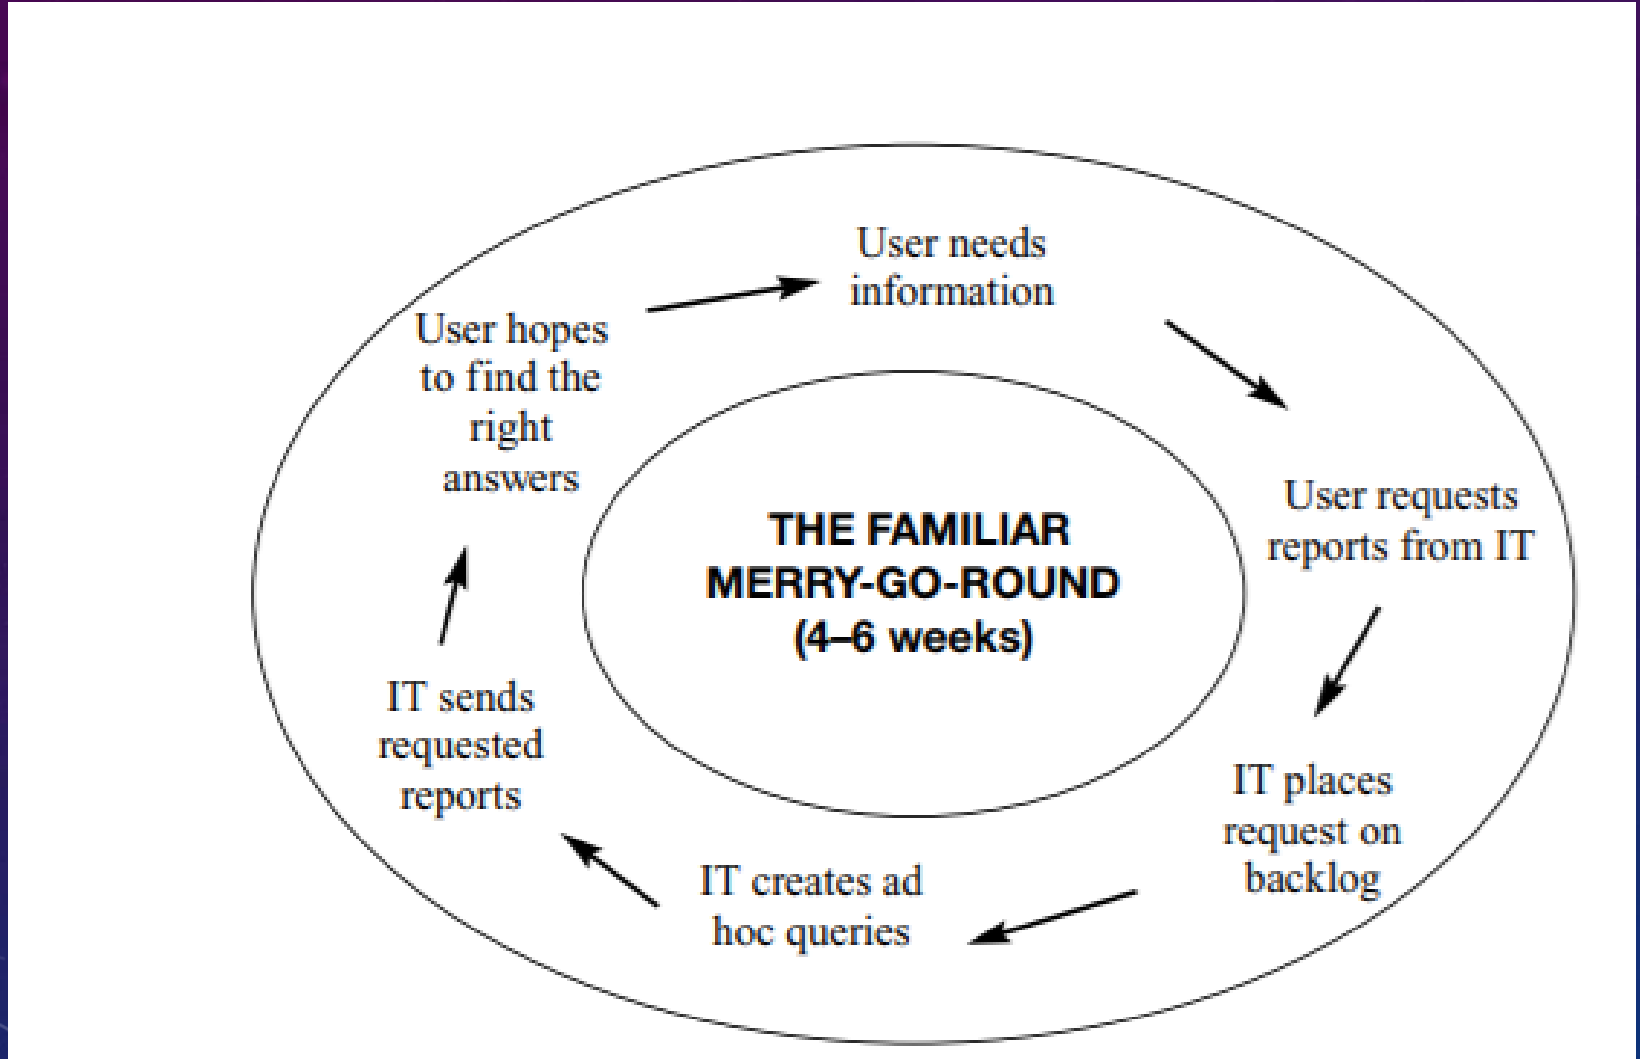 User needs
information
User requests
reports from IT
IT places
request on
backlog
IT creates ad
hoc queries
IT sends
requested
reports
User hopes
to find the
right
answers
THE FAMILIAR
MERRY-GO-ROUND
(4–6 weeks)